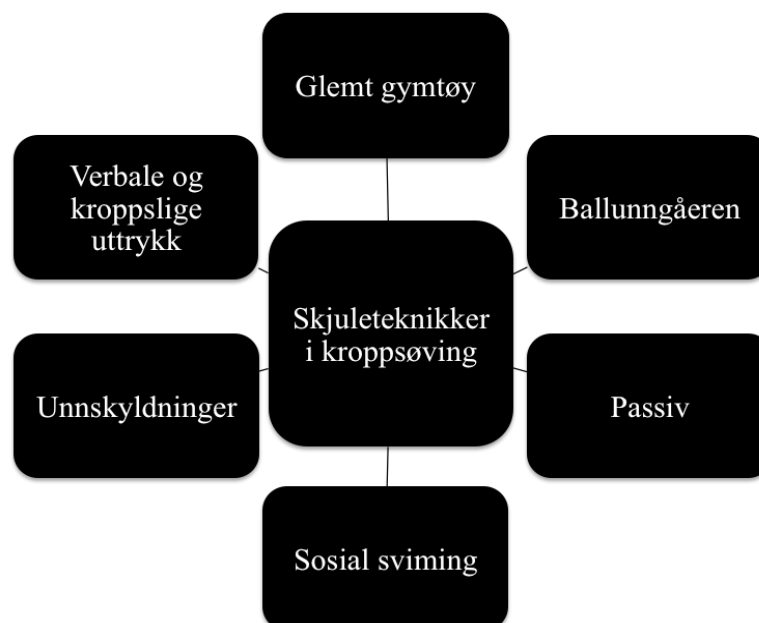 Glemt gymtøy
Verbale og
kroppslige
uttrykk
Ballunngåeren
Skjuleteknikker
i kroppsøving
Unnskyldninger
Passiv
Sosial sviming